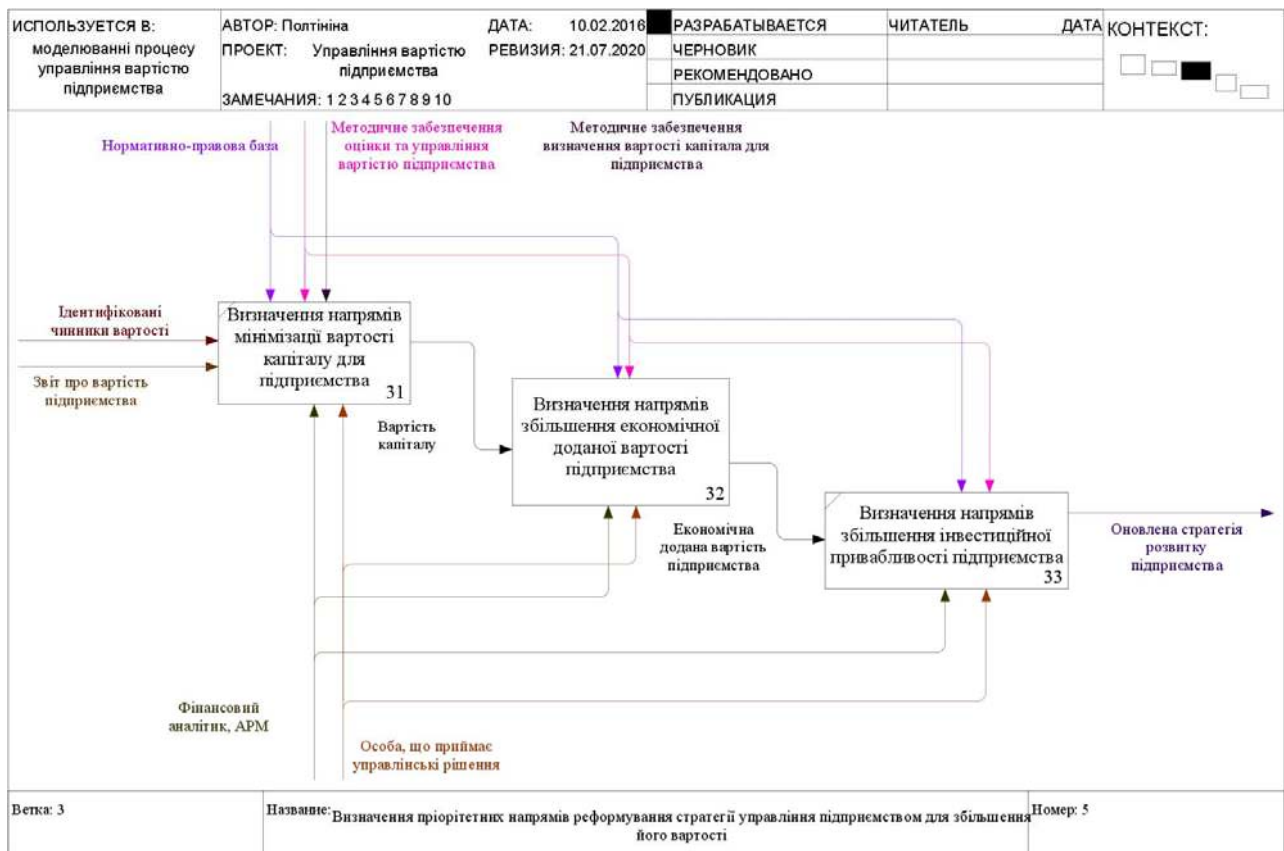 ИСПОЛЬЗУЕТСЯ В:
моделюванні процесу
управління вартістю
підприємства
АВТОР: Полтініна
ДАТА: 10.02.2016
ПРОЕКТ: Управління вартістю
підприємства
РЕВИЗИЯ: 21.07.2020
ЗАМЕЧАНИЯ: 1 2 3 4 5 6 7 8 9 10
РАЗРАБАТЫВАЕТСЯ
ЧЕРНОВИК
РЕКОМЕНДОВАНО
ПУБЛИКАЦИЯ
ЧИТАТЕЛЬ
ДАТА
КОНТЕКСТ:
Нормативно-правова база
Методичне забезпечення
оцінки та управління
вартістю підприємства
Методичне забезпечення
визначення вартості капітала для
підприємства
Ідентифіковані
чинники вартості
Звіт про вартість
підприємства
Визначення напрямів
мінімізації вартості
капіталу для
підприємства
31
Вартість
капіталу
Визначення напрямів
збільшення економічної
доданої вартості
підприємства
32
Економічна
додана вартість
підприємства
Визначення напрямів
збільшення інвестиційної
привабливості підприємства
33
Оновлена стратегія
розвитку
підприємства
Фінансовий
аналітик, АРМ
Особа, що приймає
управлінські рішення
Ветка: 3
Название: Визначення пріорітетних напрямів реформування стратегії управління підприємством для збільшення
його вартості
Номер: 5